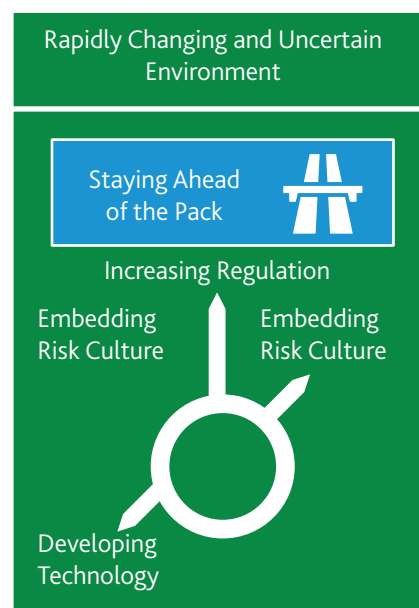 Rapidly Changing and Uncertain
Environment
Staying Ahead
of the Pack
Increasing Regulation
Embedding
Risk Culture
Embedding
Risk Culture
Developing
Technology